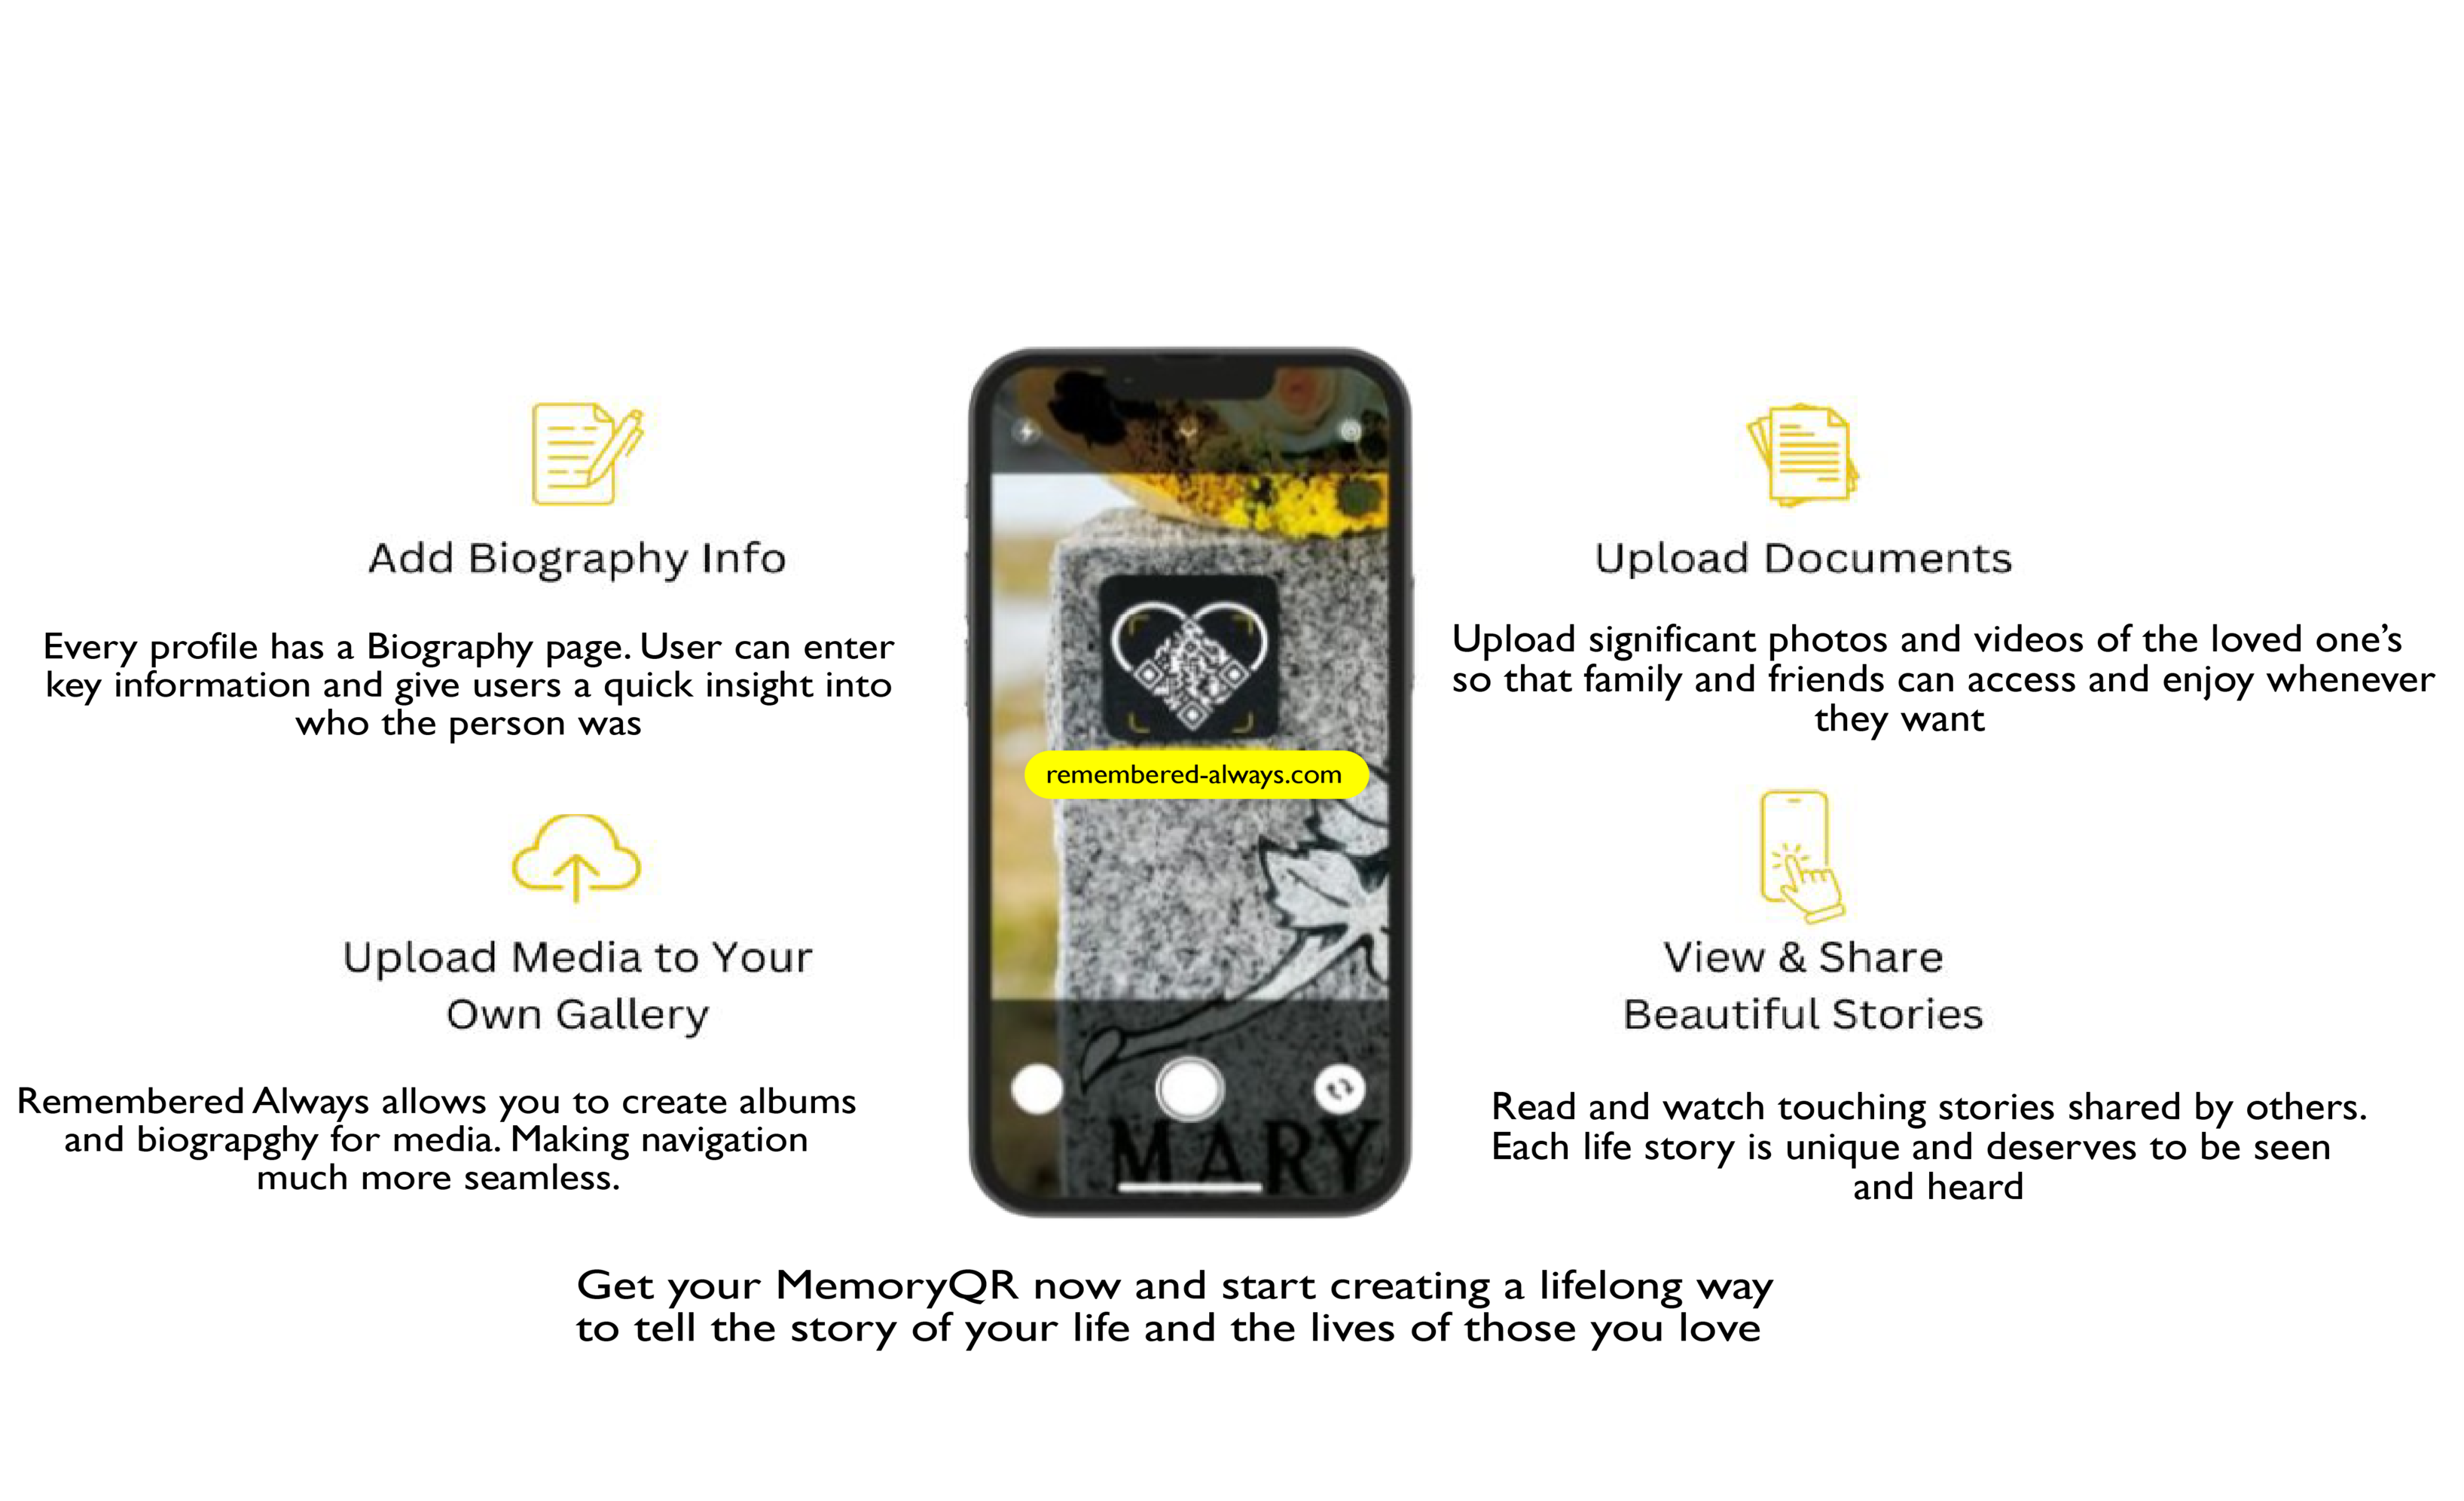 Add Biography Info
Every profile has a Biography page. User can enter
key information and give users a quick insight into
who the person was
Upload Media to Your
Own Gallery
Remembered Always allows you to create albums
and biograpghy for media. Making navigation
much more seamless.
remembered-always.com
MARY
Upload Documents
Upload significant photos and videos of the loved one’s
so that family and friends can access and enjoy whenever
they want
View & Share
Beautiful Stories
Read and watch touching stories shared by others.
Each life story is unique and deserves to be seen
and heard
Get your MemoryQR now and start creating a lifelong way
to tell the story of your life and the lives of those you love